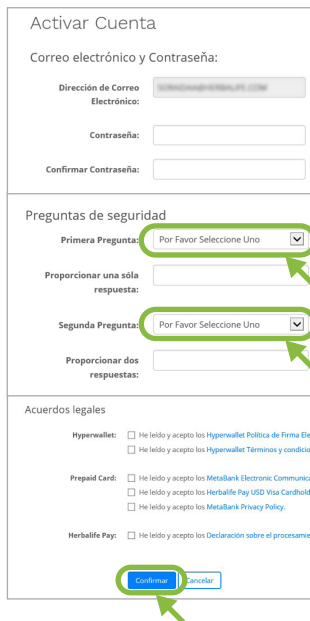 Activar Cuenta
Correo electrónico y Contraseña:
Dirección de Correo
Electrónico:
Contraseña:
Confirmar Contraseña:
Preguntas de seguridad
Primera Pregunta:
Por Favor Seleccione Uno
Proporcionar una sóla
respuesta:
Segunda Pregunta:
Por Favor Seleccione Uno
Proporcionar dos
respuestas:
Acuerdos legales
Hyperwallet:
He leído y acepto los Hyperwallet Política de Firma Ele
He leído y acepto los Hyperwallet Términos y condicio
Prepaid Card:
He leído y acepto los MetaBank Electronic Communica
He leído y acepto los Herbalife Pay USD Visa Cardhold
He leído y acepto los MetaBank Privacy Policy.
Herbalife Pay:
He leído y acepto los Declaración sobre el procesamie
Confirmar Cancelar